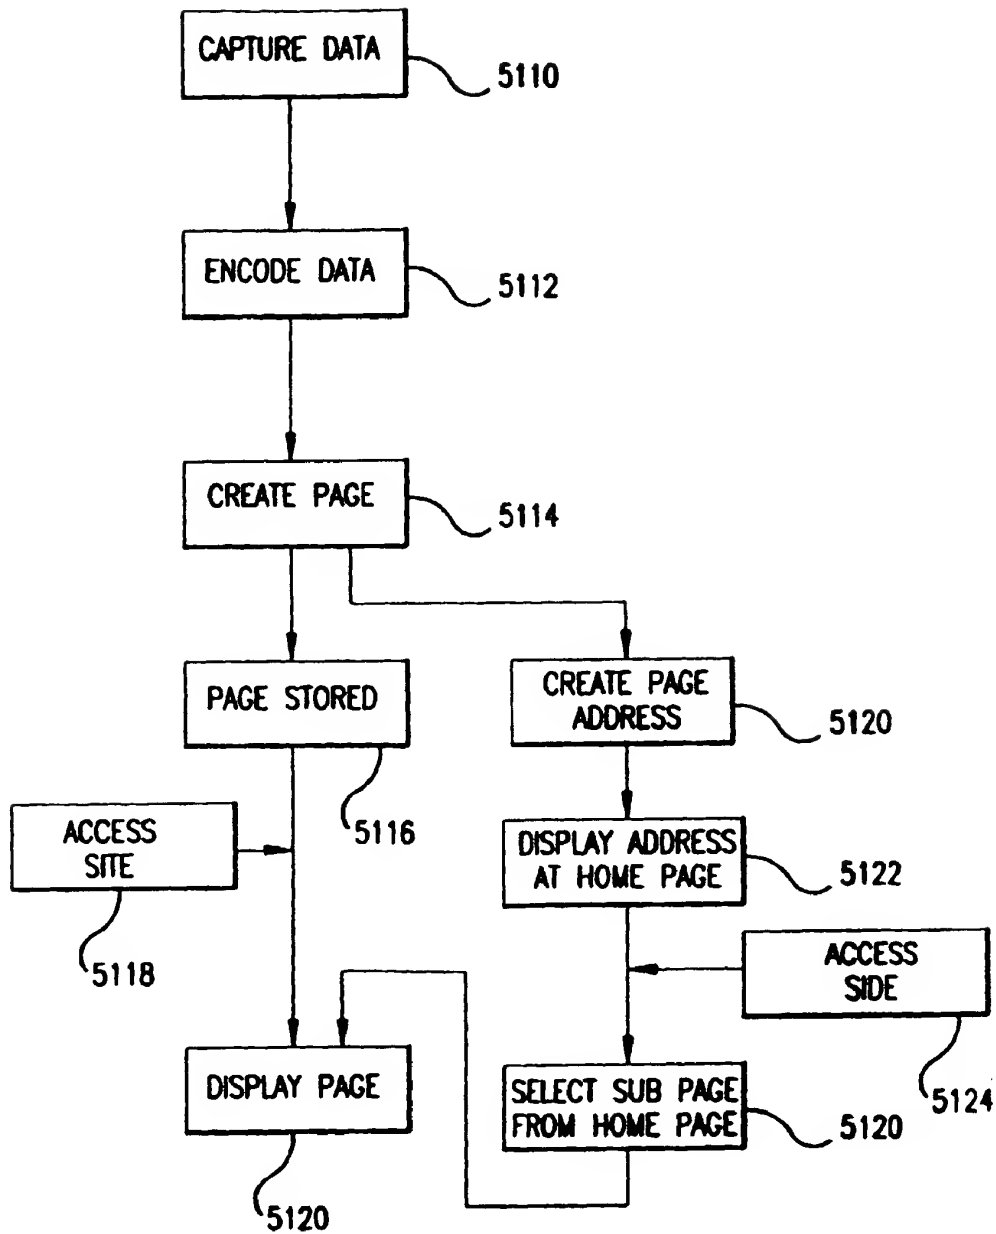 CAPTURE DATA
5110
ENCODE DATA
5112
CREATE PAGE
5114
PAGE STORED
5116
CREATE PAGE
ADDRESS
5120
ACCESS
SITE
5118
DISPLAY ADDRESS
AT HOME PAGE
5122
ACCESS
SIDE
5124
DISPLAY PAGE
5120
SELECT SUB PAGE
FROM HOME PAGE
5120